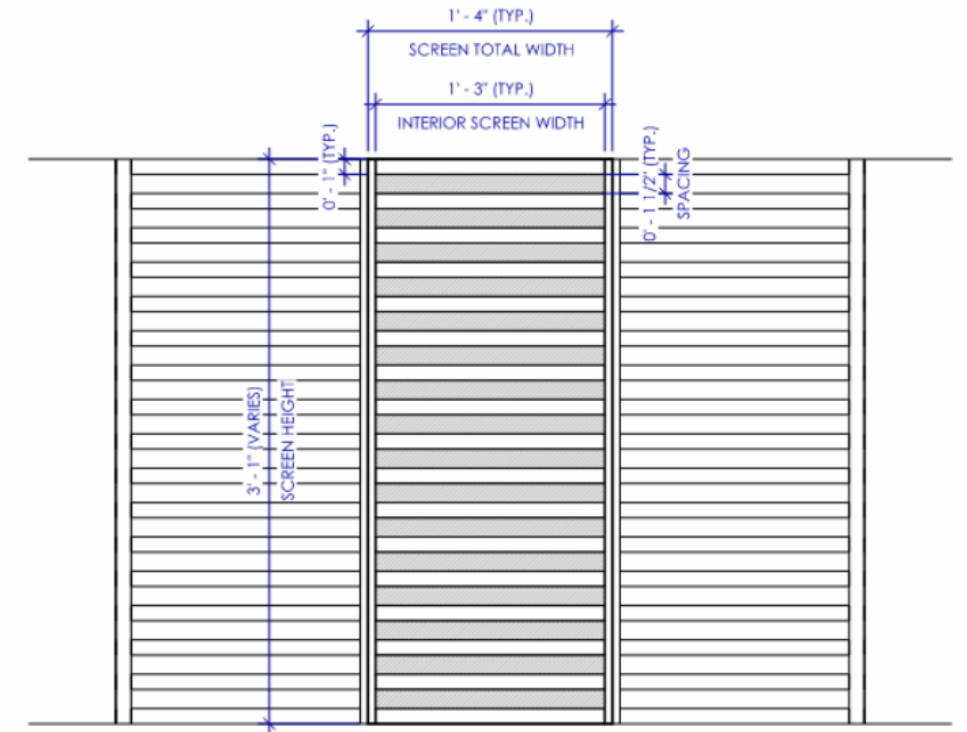 1' - 4" (TYP.)
SCREEN TOTAL WIDTH
1' - 3" (TYP.)
INTERIOR SCREEN WIDTH
0' - 1" (TYP.)
0' - 1 1/2" (TYP.)
SPACING
3' - 1" (VARIES)
SCREEN HEIGHT